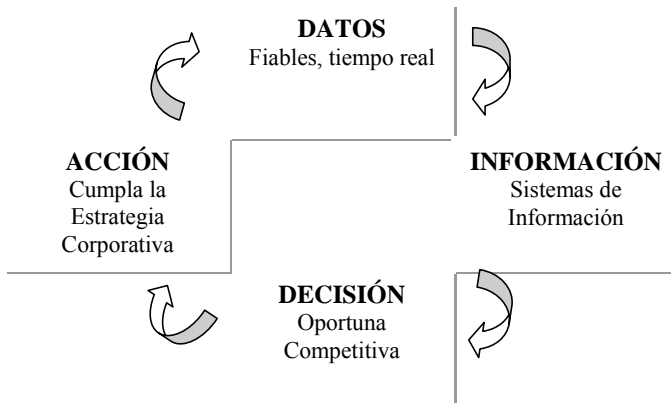 DATOS
Fiables, tiempo real
ACCIÓN
Cumpla la
Estrategia
Corporativa
INFORMACIÓN
Sistemas de
Información
DECISIÓN
Oportuna
Competitiva